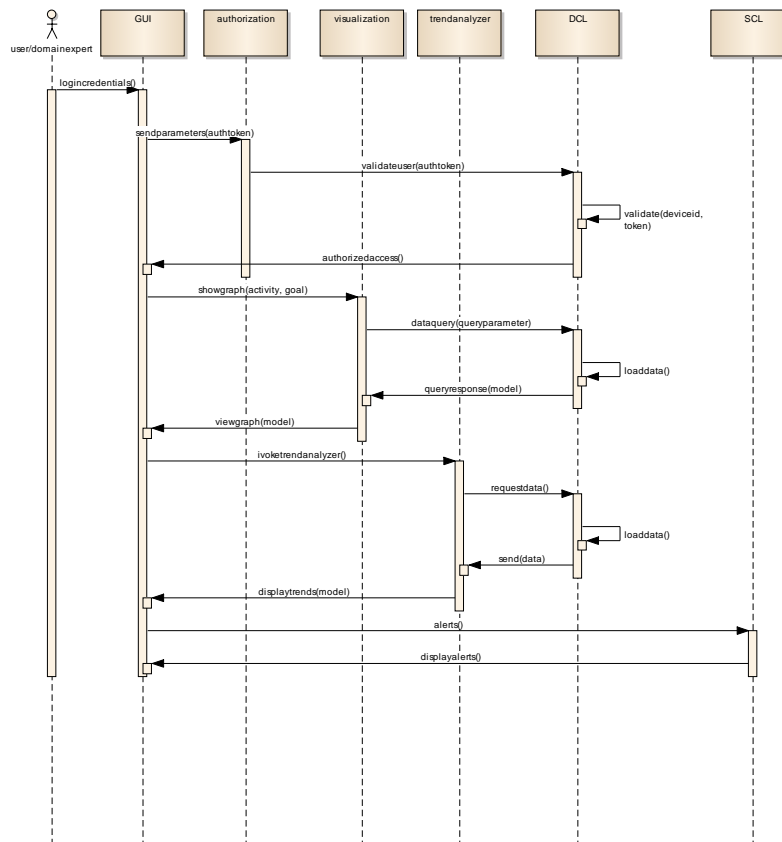 GUI
authorization
visualization
trendanalyzer
DCL
SCL
user/domainexpert
logincredentials()
sendparameters(authtoken)
validateuser(authtoken)
validate(deviceid,
token)
authorizedaccess()
showgraph(activity, goal)
dataquery(queryparameter)
loaddata()
queryresponse(model)
viewgraph(model)
ivoketrendanalyzer()
requestdata()
loaddata()
send(data)
displaytrends(model)
alerts()
displayalerts()